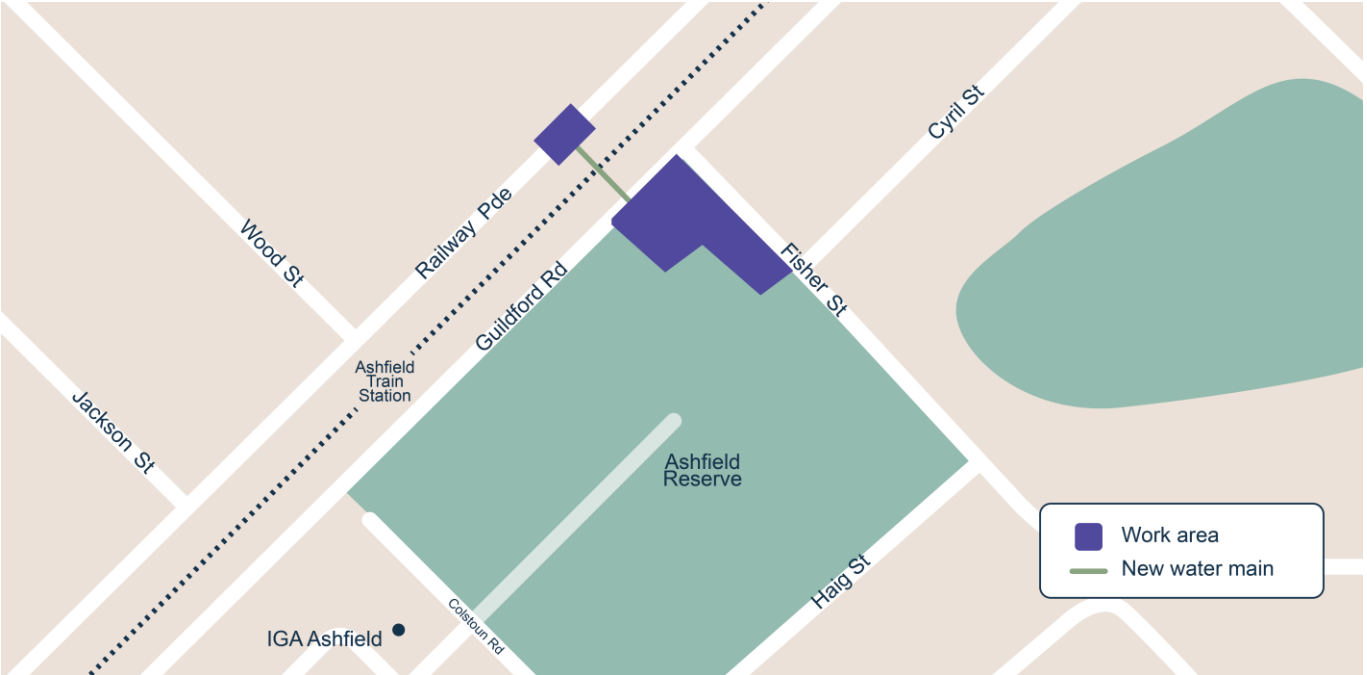 Cyril St
Wood St
Railway Pde
Fisher St
Guildford Rd
Ashfield
Train
Station
Jackson St
Ashfield
Reserve
Work area
New water main
Haig St
Colstoun Rd
IGA Ashfield